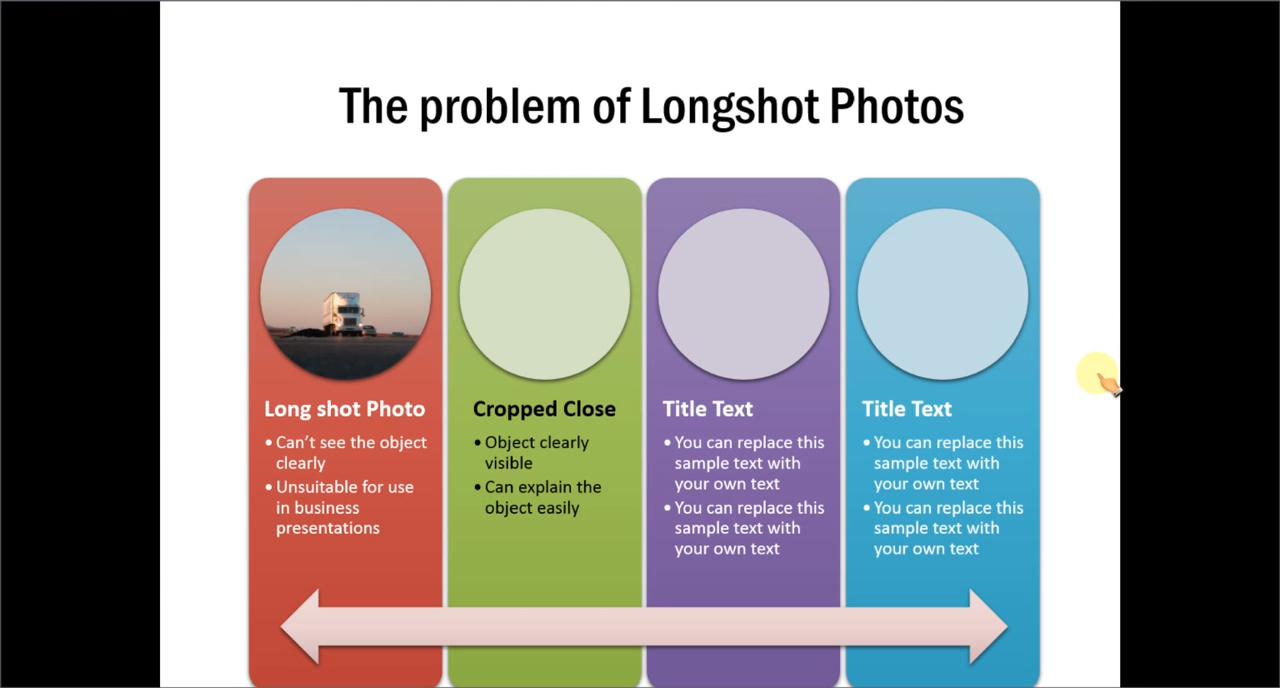 The problem of Longshot Photos
Long shot Photo
• Can't see the object
clearly
• Unsuitable for use
in business
presentations
Cropped Close
• Object clearly
visible
• Can explain the
object easily
Title Text
• You can replace this
sample text with
your own text
• You can replace this
sample text with
your own text
Title Text
• You can replace this
sample text with
your own text
• You can replace this
sample text with
your own text